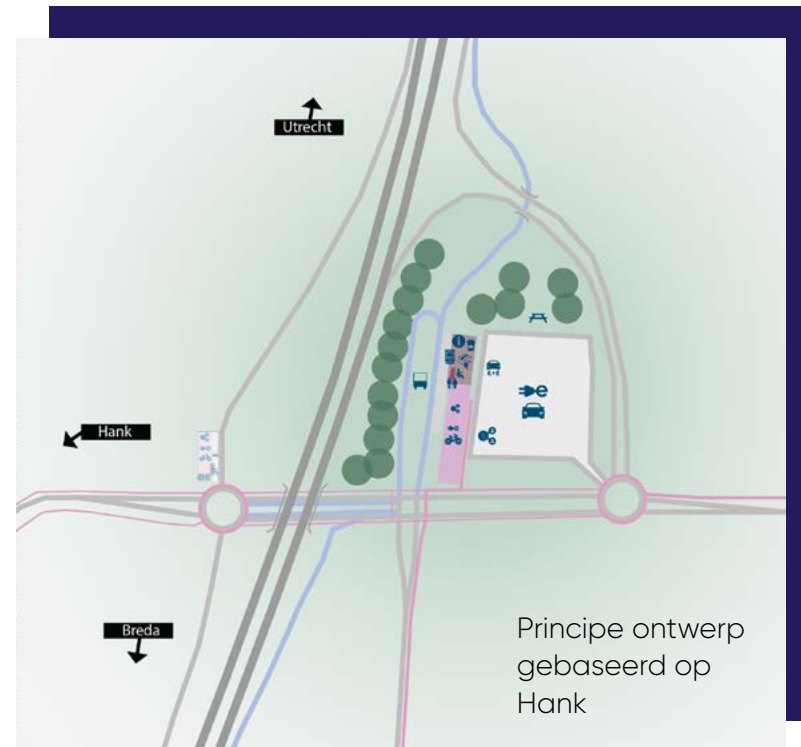 Utrecht
Hank
Breda
Principe ontwerp
gebaseerd op
Hank